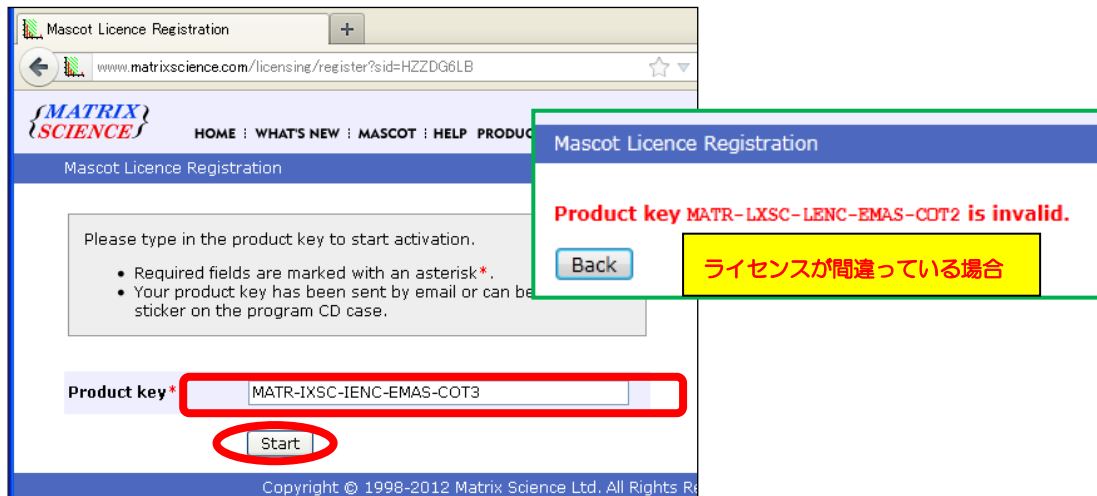 Mascot Licence Registration
+
www.matrixscience.com/licensing/register?sid=HZZDG6LB
{MATRIX}
{SCIENCE}
HOME WHAT'S NEW MASCOT HELP PRODUC
Mascot Licence Registration
Please type in the product key to start activation.
• Required fields are marked with an asterisk*.
• Your product key has been sent by email or can be
sticker on the program CD case.
Product key*
MATR-IXSC-IENC-EMAS-COT3
Start
Copyright © 1998-2012 Matrix Science Ltd. All Rights Re
Mascot Licence Registration
Product key MATR-LXSC-LENC-EMAS-COT2 is invalid.
Back
ライセンスが間違っている場合